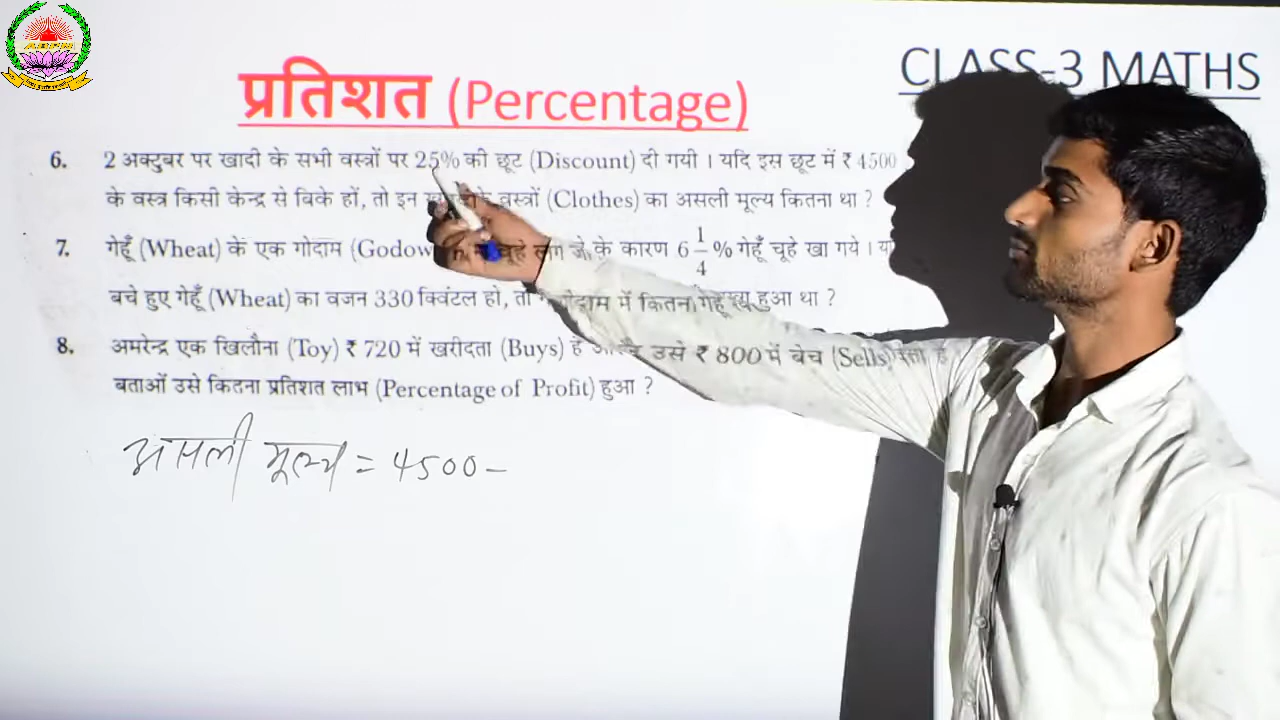 CLASS-3 MATHS
प्रतिशत (Percentage)
6. 2 अक्टुबर पर खादी के सभी वस्त्रों पर 25% की छूट (Discount) दी गयी । यदि इस छूट में ₹ 4500
के वस्त्र किसी केन्द्र से बिके हों, तो इन वस्त्रों (Clothes) का असली मूल्य कितना था ?
7. गेहूँ (Wheat) के एक गोदाम (Godown) में चूहे लग जाने के कारण 6 1/4 % गेहूँ चूहे खा गये ।
बचे हुए गेहूँ (Wheat) का वजन 330 क्विंटल हो, तो गोदाम में कितना गेहूँ हुआ था ?
8. अमरेन्द्र एक खिलौना (Toy) ₹ 720 में खरीदता (Buys) है उसे ₹ 800 में बेच (Sells)
बताओं उसे कितना प्रतिशत लाभ (Percentage of Profit) हुआ ?
असली मूल्य = 4500 –